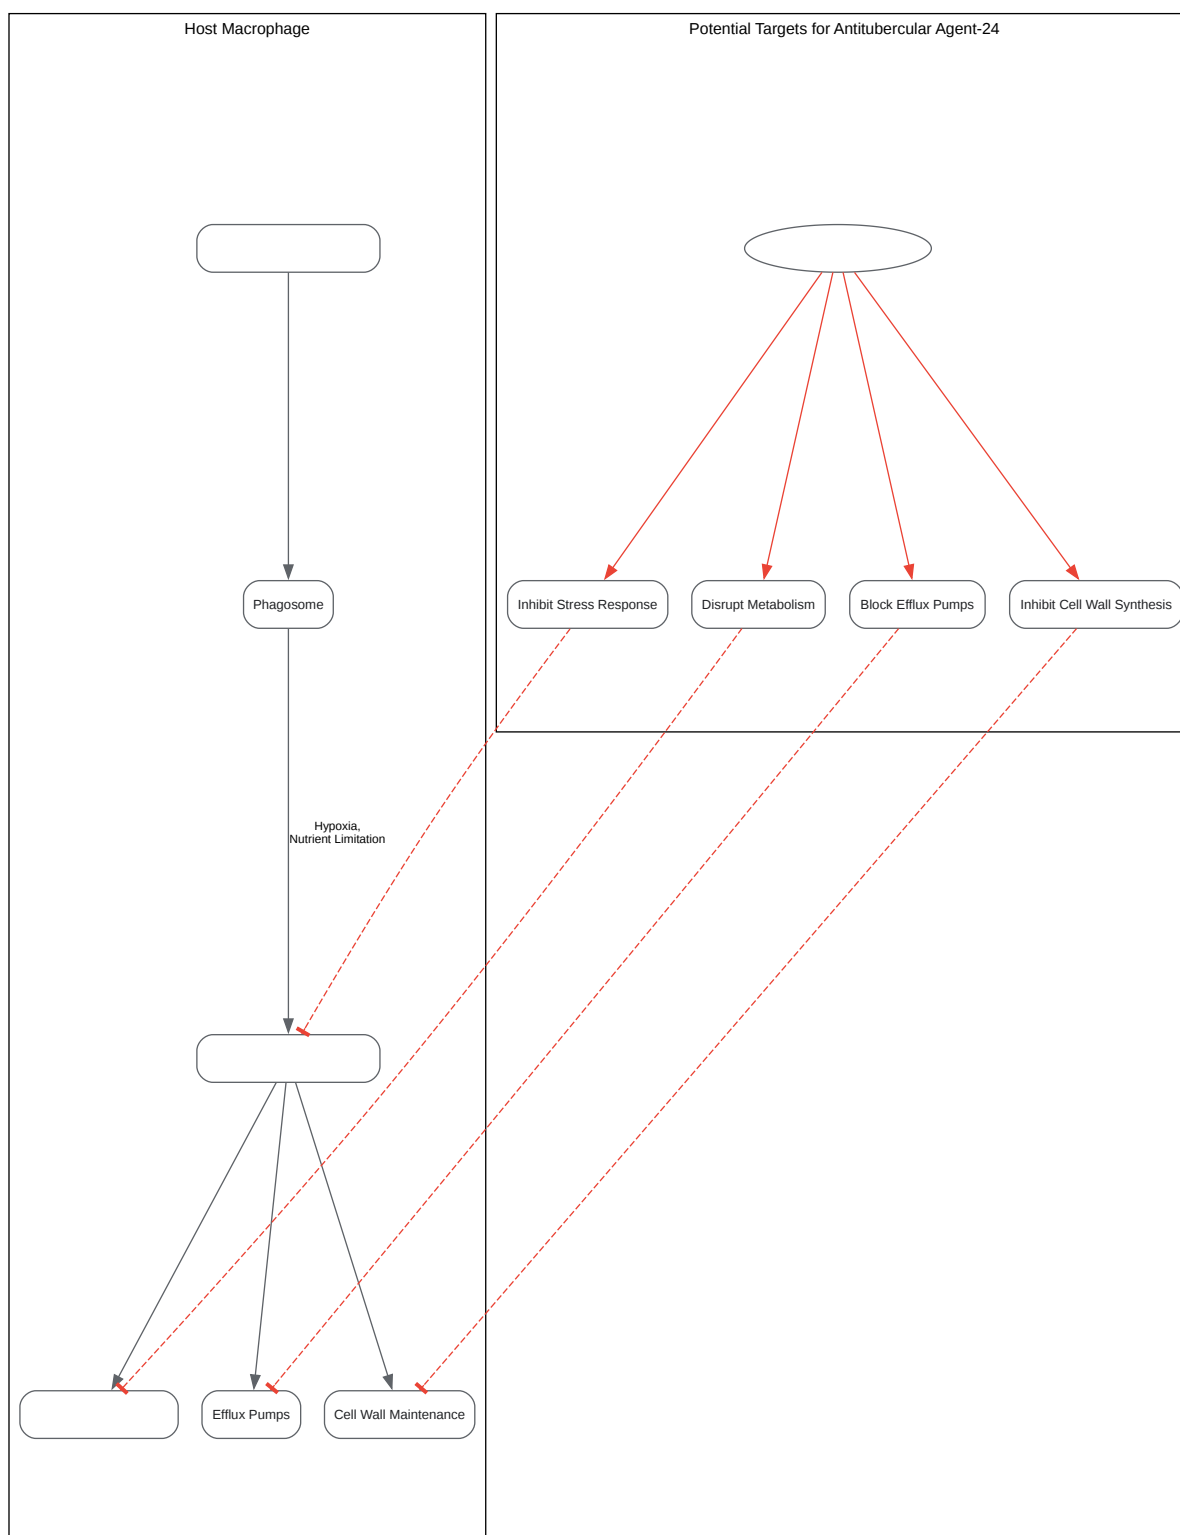 Host Macrophage
Potential Targets for Antitubercular Agent-24
Phagosome
Inhibit Stress Response
Disrupt Metabolism
Block Efflux Pumps
Inhibit Cell Wall Synthesis
Hypoxia,
Nutrient Limitation
Efflux Pumps
Cell Wall Maintenance